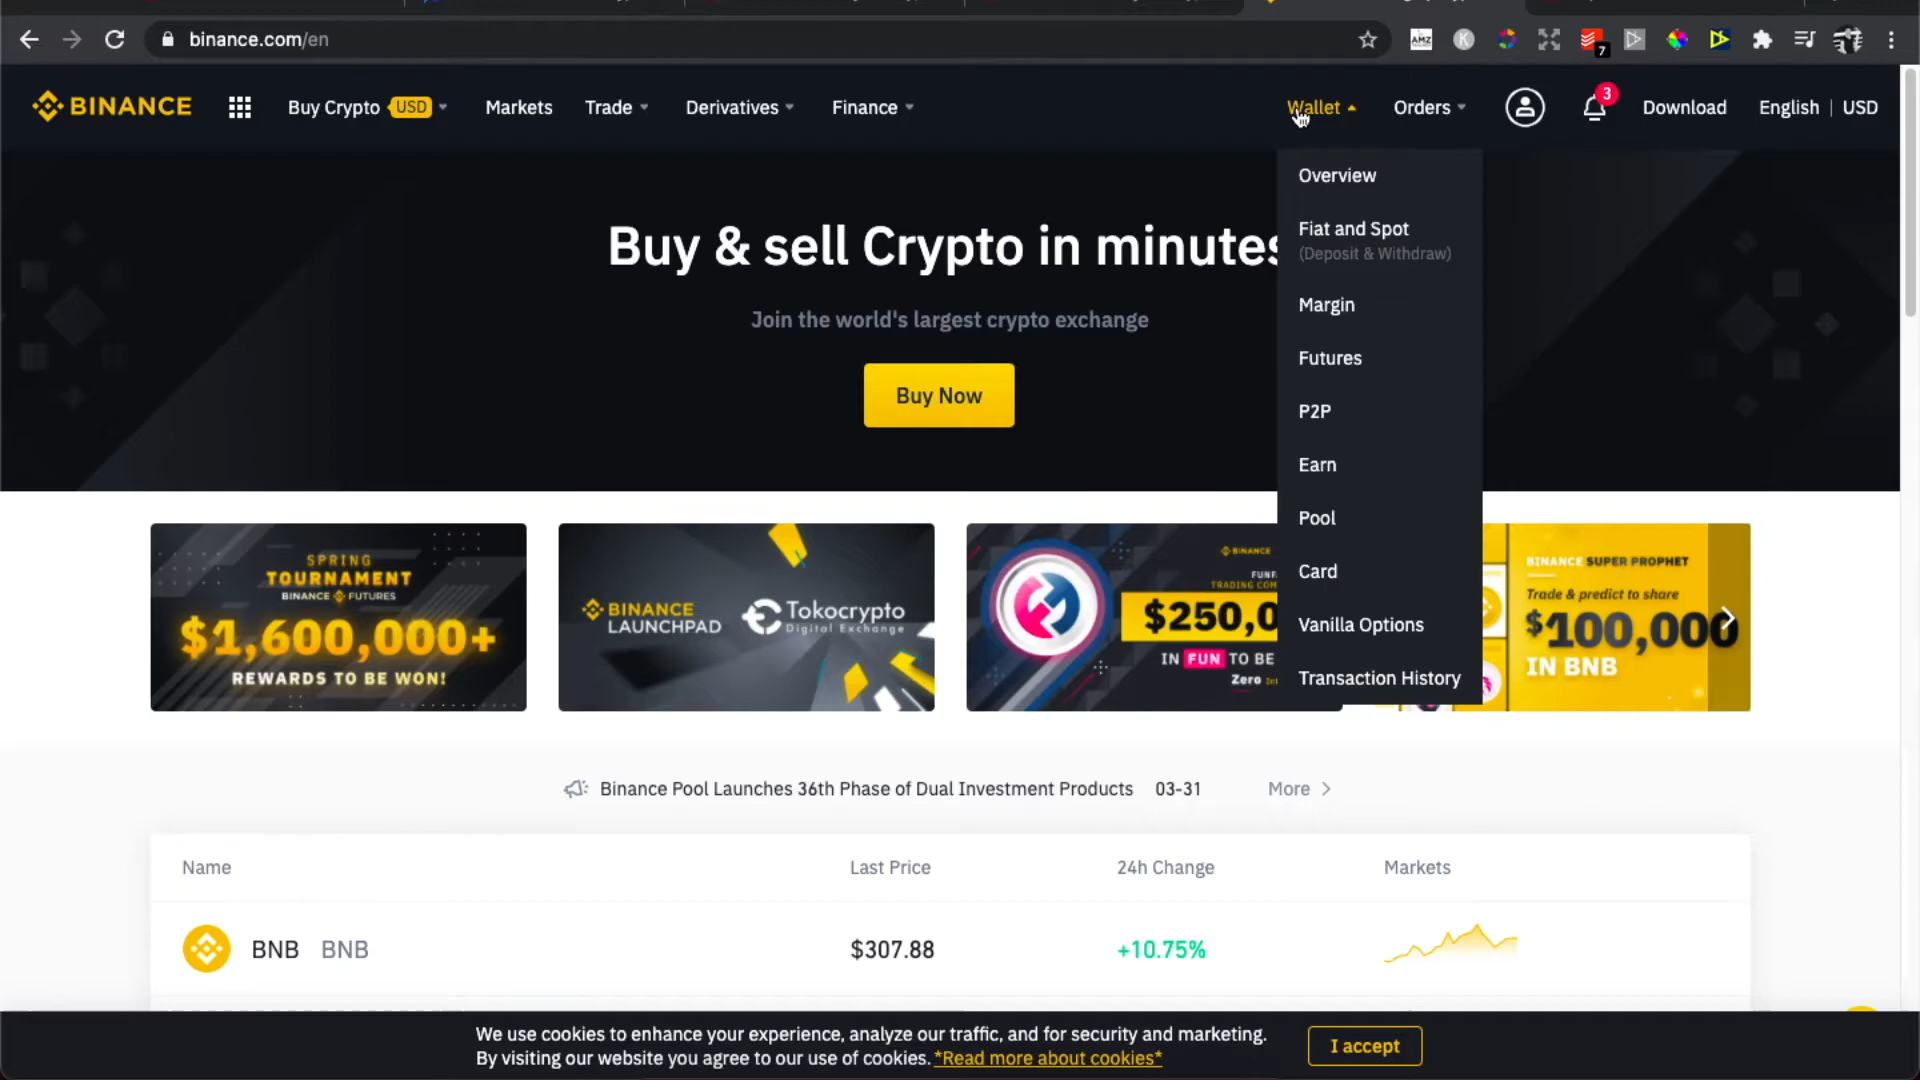 binance.com/en
AMZ
K
7
BINANCE
Buy Crypto USD
Markets
Trade
Derivatives
Finance
Wallet
Orders
3
Download
English | USD
Overview
Fiat and Spot
(Deposit & Withdraw)
Margin
Futures
P2P
Earn
Pool
Card
Vanilla Options
Transaction History
Buy & sell Crypto in minutes
Join the world's largest crypto exchange
Buy Now
SPRING
TOURNAMENT
BINANCE FUTURES
$1,600,000+
REWARDS TO BE WON!
BINANCE
LAUNCHPAD
Tokocrypto
Digital Exchange
BINANCE
TRADING COM
$250,0
IN FUN TO BE
Zero
BINANCE SUPER PROPHET
Trade & predict to share
$100,000
IN BNB
Binance Pool Launches 36th Phase of Dual Investment Products 03-31 More
Name Last Price 24h Change Markets
BNB BNB $307.88 +10.75%
We use cookies to enhance your experience, analyze our traffic, and for security and marketing.
By visiting our website you agree to our use of cookies. *Read more about cookies*
I accept